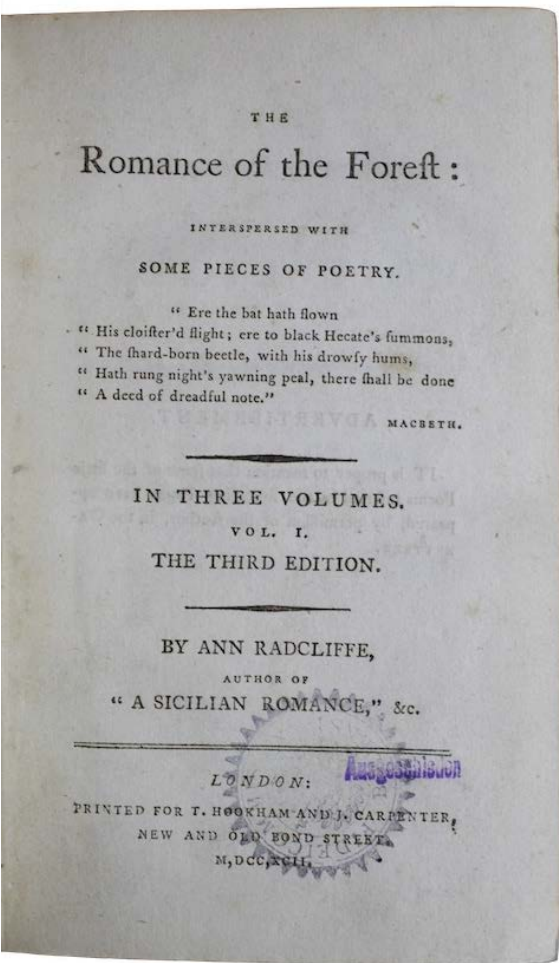 THE
Romance of the Foreſt:
INTERSPERSED WITH
SOME PIECES OF POETRY.
“ Ere the bat hath flown
“ His cloiſter'd flight; ere to black Hecate's ſummons,
“ The ſhard-born beetle, with his drowſy hums,
“ Hath rung night's yawning peal, there ſhall be done
“ A deed of dreadful note.”
MACBETH.
IN THREE VOLUMES.
VOL. I.
THE THIRD EDITION.
BY ANN RADCLIFFE,
AUTHOR OF
“ A SICILIAN ROMANCE,” &c.
Ausgeschieden
LONDON:
PRINTED FOR T. HOOKHAM AND J. CARPENTER,
NEW AND OLD BOND STREET.
M,DCC,XCII.